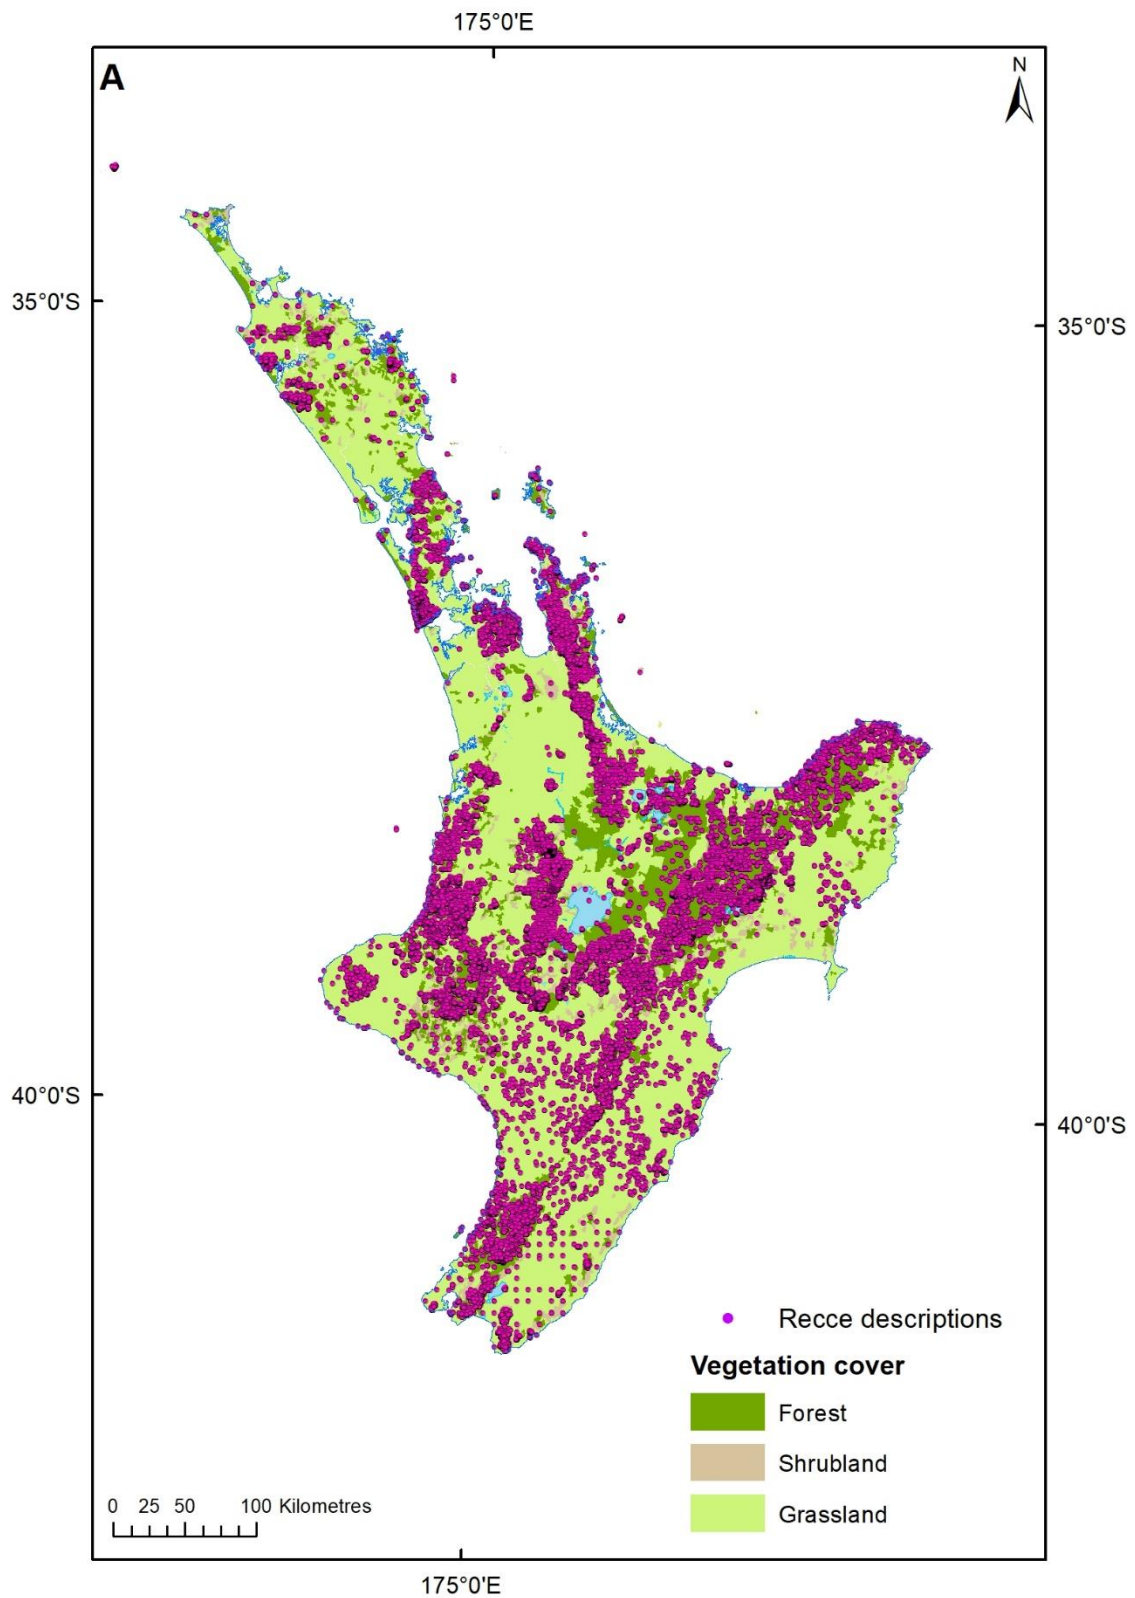 175°0'E
A
N
35°0'S
35°0'S
40°0'S
40°0'S
Recce descriptions
Vegetation cover
Forest
Shrubland
Grassland
0 25 50 100 Kilometres
175°0'E